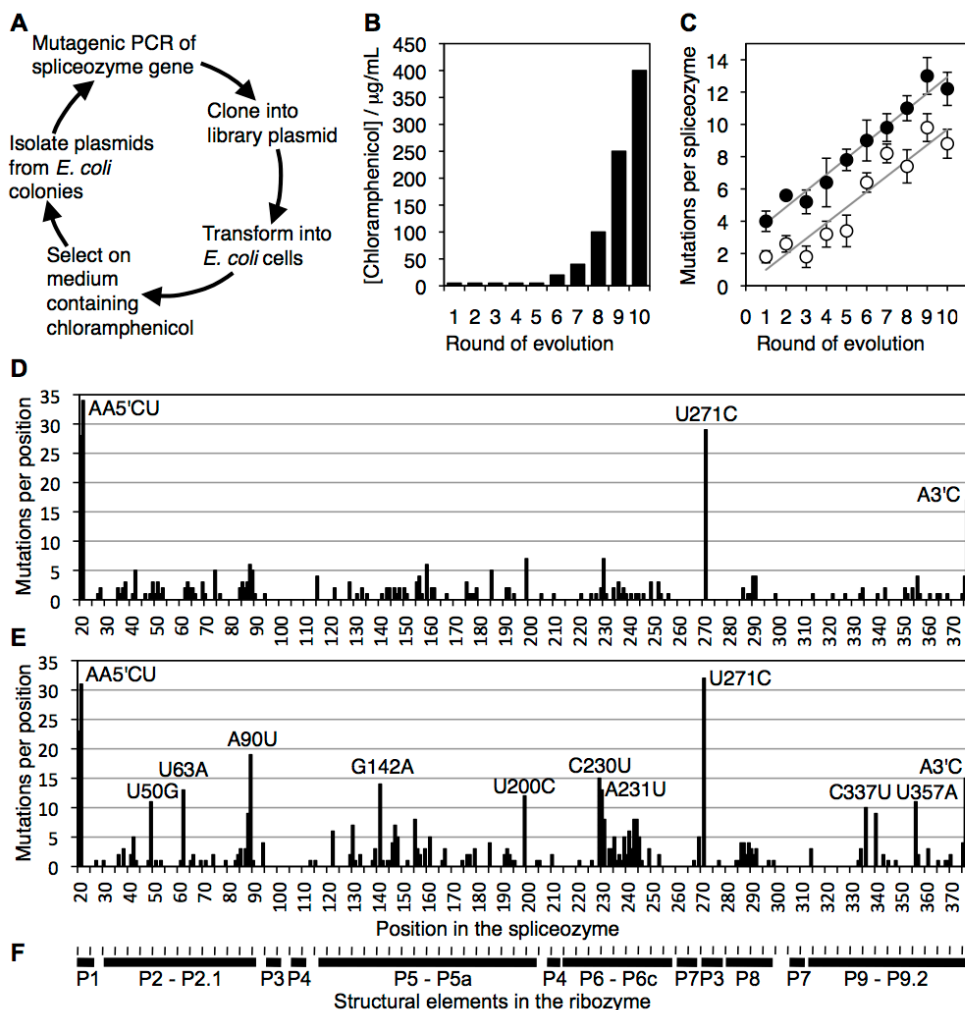 A
Mutagenic PCR of
spliceozyme gene
Clone into
library plasmid
Transform into
E. coli cells
Select on
medium
containing
chloramphenicol
Isolate plasmids
from E. coli
colonies
B
[Chloramphenicol] / µg/mL
450
400
350
300
250
200
150
100
50
0
1 2 3 4 5 6 7 8 9 10
Round of evolution
C
Mutations per spliceozyme
14
12
10
8
6
4
2
0
0 1 2 3 4 5 6 7 8 9 10
Round of evolution
D
Mutations per position
35
30
25
20
15
10
5
0
AA5'CU
U271C
A3'C
20 30 40 50 60 70 80 90 100 110 120 130 140 150 160 170 180 190 200 210 220 230 240 250 260 270 280 290 300 310 320 330 340 350 360 370
E
Mutations per position
35
30
25
20
15
10
5
0
AA5'CU
U50G
U63A
A90U
G142A
U200C
C230U
A231U
U271C
C337U
U357A
A3'C
20 30 40 50 60 70 80 90 100 110 120 130 140 150 160 170 180 190 200 210 220 230 240 250 260 270 280 290 300 310 320 330 340 350 360 370
Position in the spliceozyme
F
P1 P2 - P2.1 P3 P4 P5 - P5a P4 P6 - P6c P7 P3 P8 P7 P9 - P9.2
Structural elements in the ribozyme